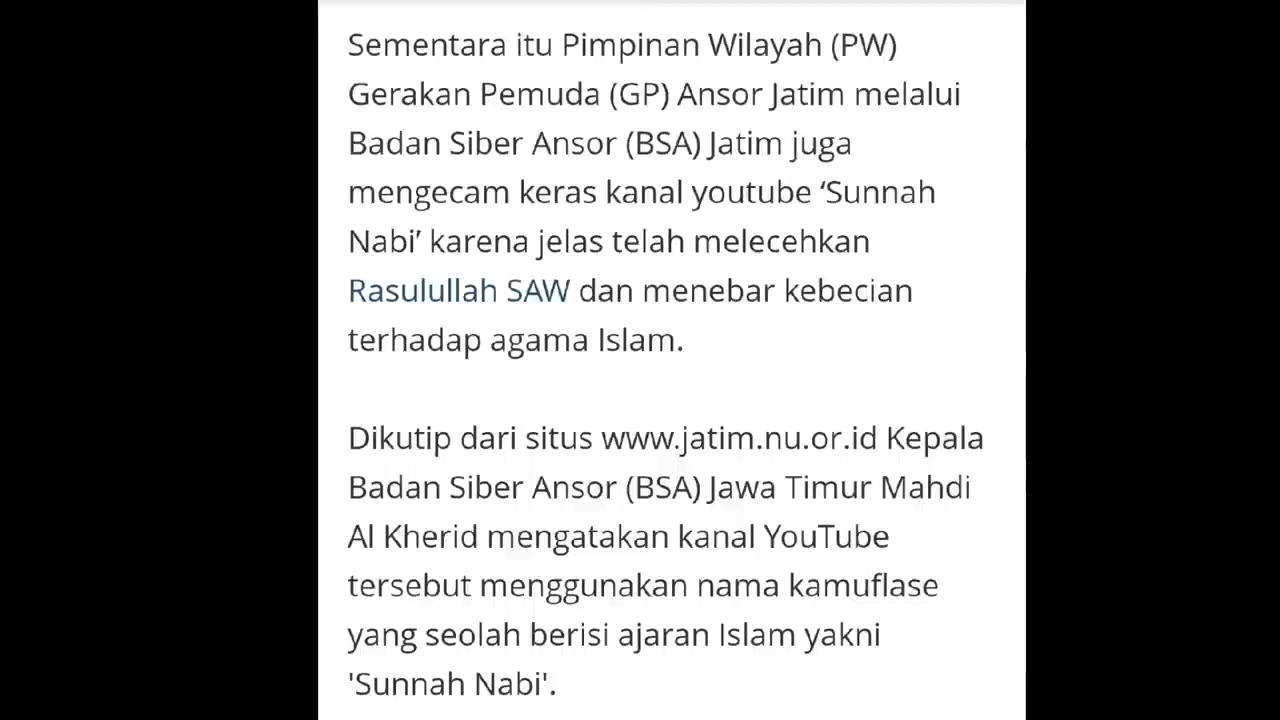 Sementara itu Pimpinan Wilayah (PW)
Gerakan Pemuda (GP) Ansor Jatim melalui
Badan Siber Ansor (BSA) Jatim juga
mengecam keras kanal youtube ‘Sunnah
Nabi’ karena jelas telah melecehkan
Rasulullah SAW dan menebar kebecian
terhadap agama Islam.
Dikutip dari situs www.jatim.nu.or.id Kepala
Badan Siber Ansor (BSA) Jawa Timur Mahdi
Al Kherid mengatakan kanal YouTube
tersebut menggunakan nama kamuflase
yang seolah berisi ajaran Islam yakni
'Sunnah Nabi'.